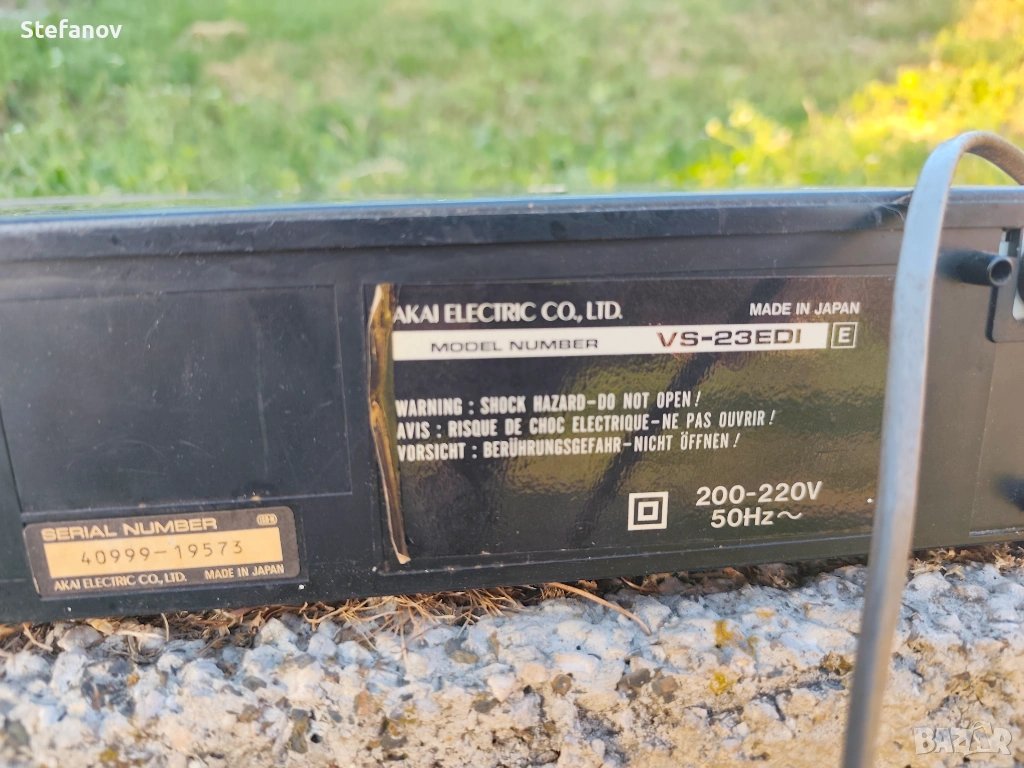 Stefanov
AKAI ELECTRIC CO., LTD. MADE IN JAPAN
MODEL NUMBER VS-23EDI E
WARNING : SHOCK HAZARD-DO NOT OPEN!
AVIS : RISQUE DE CHOC ELECTRIQUE-NE PAS OUVRIR!
VORSICHT : BERÜHRUNGSGEFAHR-NICHT ÖFFNEN!
200-220V
50Hz~
SERIAL NUMBER
40999-19573
AKAI ELECTRIC CO., LTD. MADE IN JAPAN
BAZAR